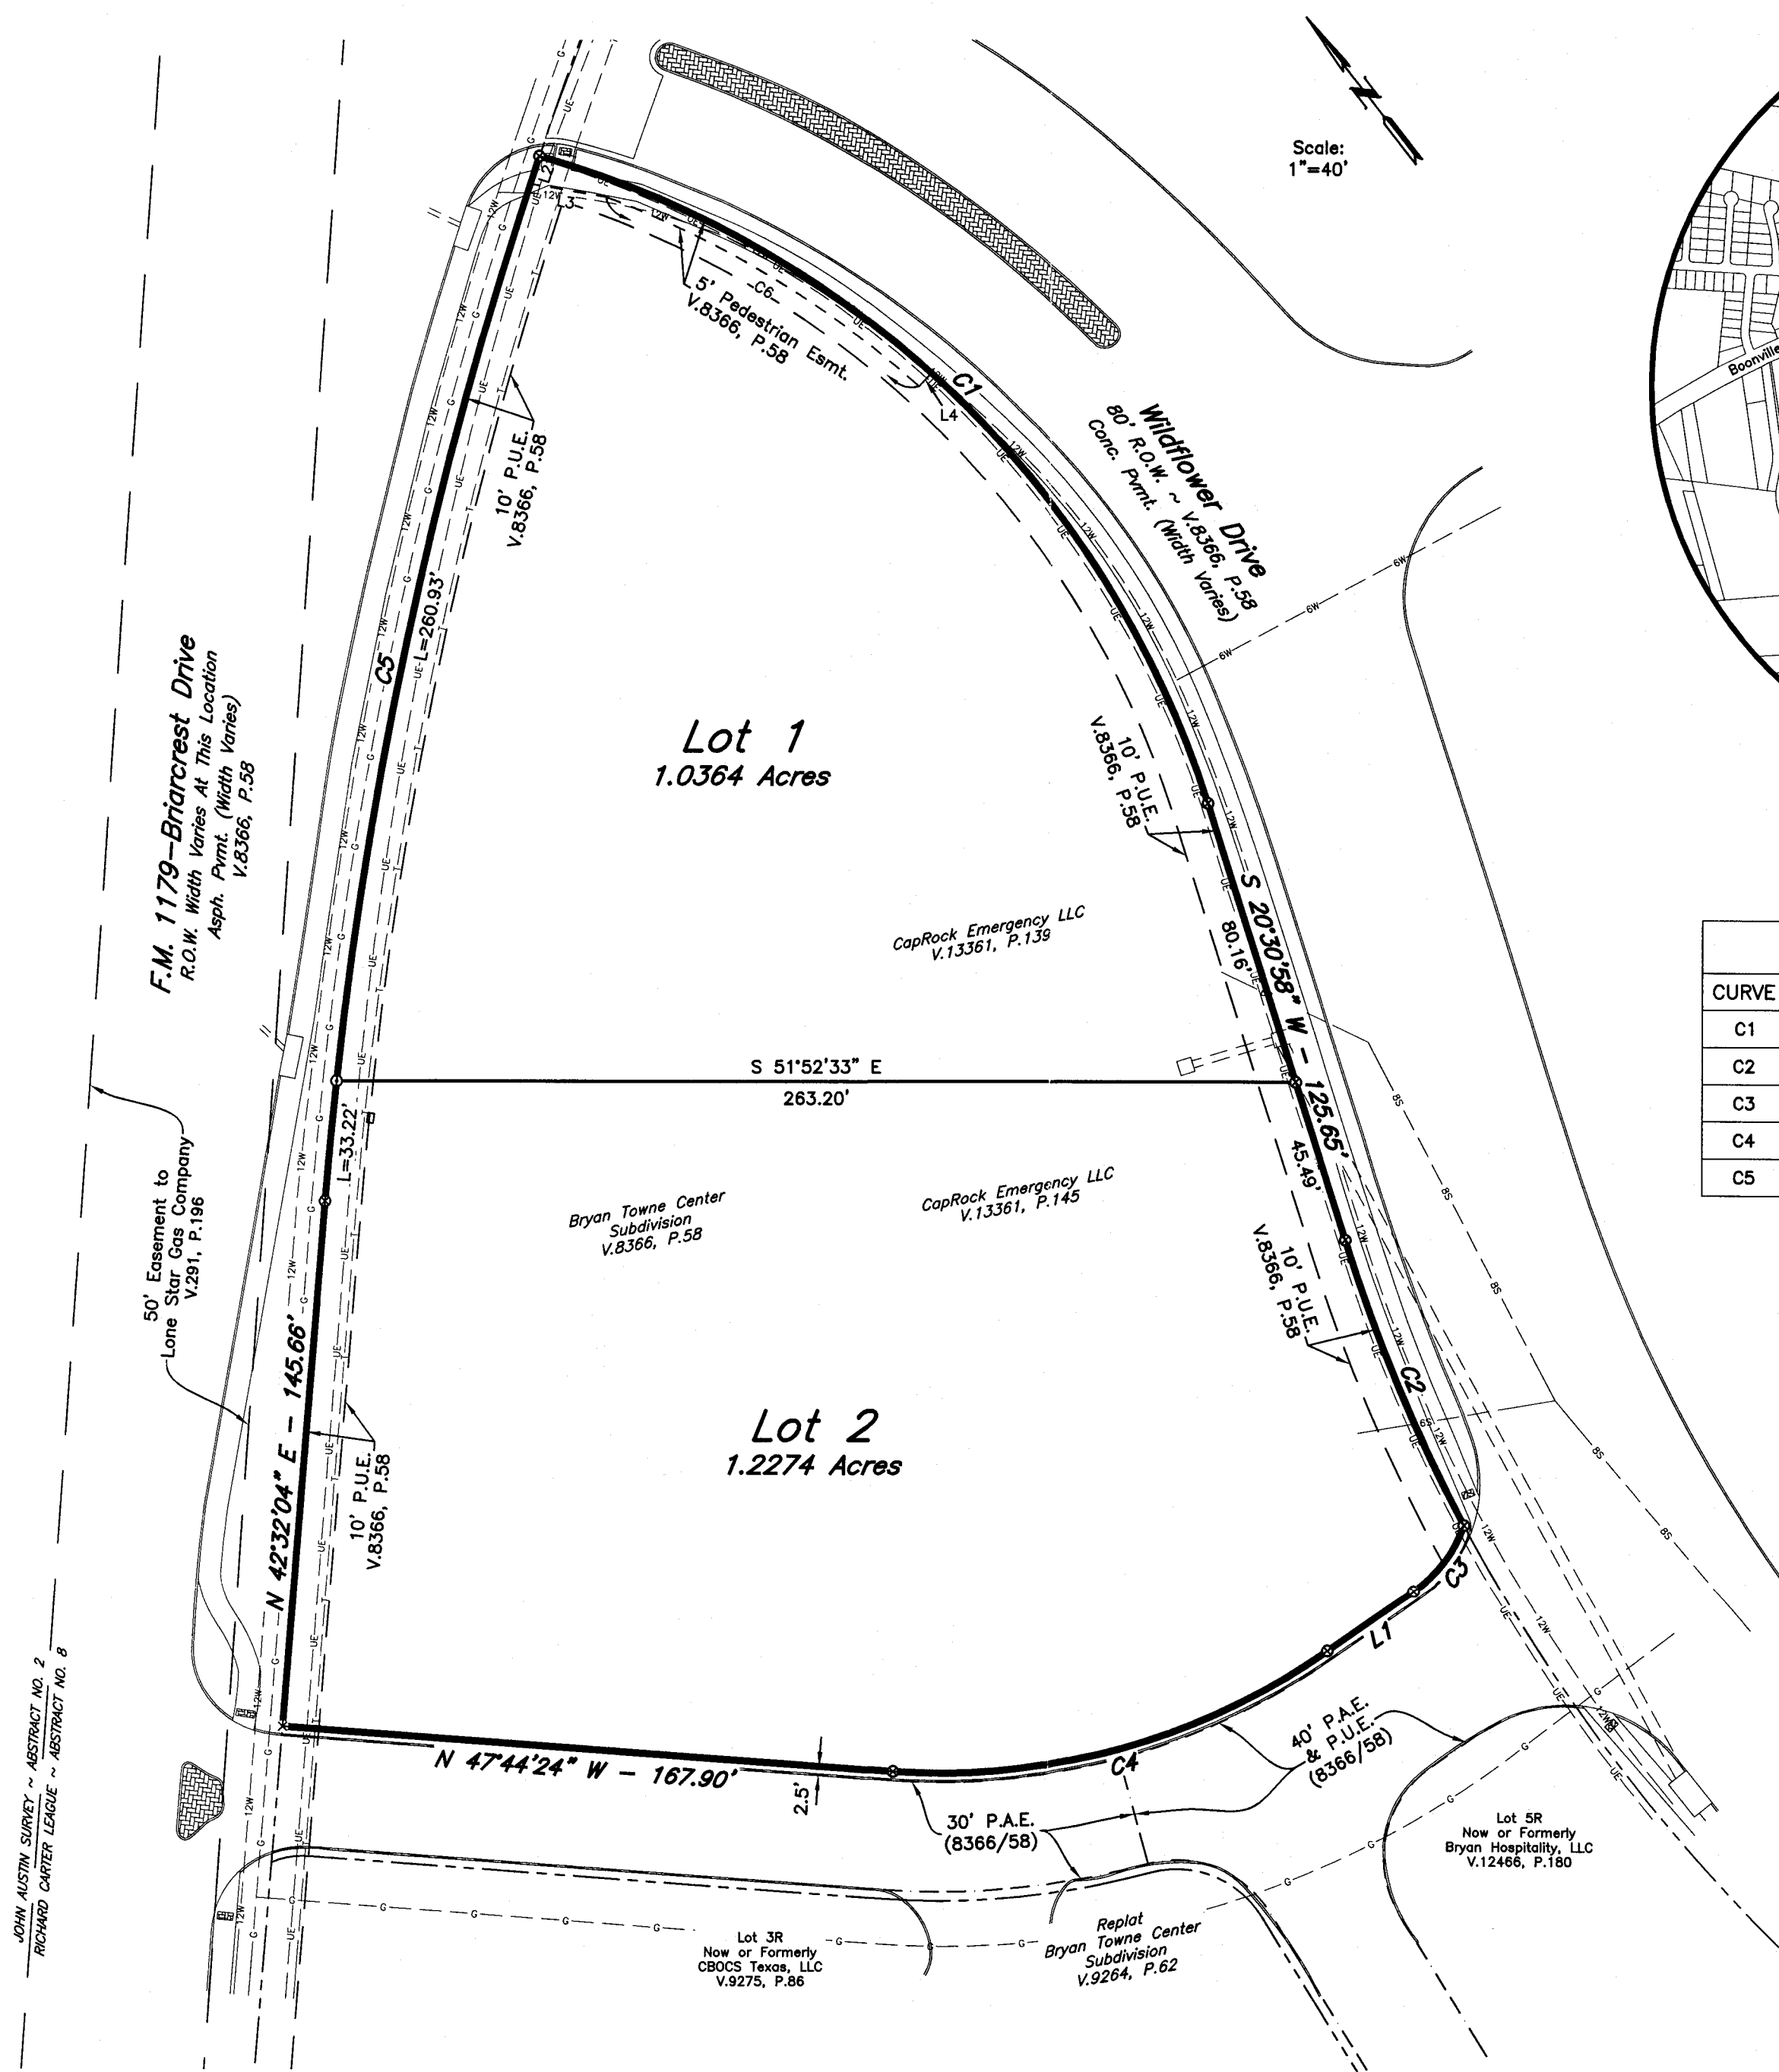 Scale:
1"=40'
N
Boonville
L2
L3
C6
5' Pedestrian Esmt.
V.8366, P.58
C1
L4
Wildflower Drive
80' R.O.W. ~ V.8366, P.58
Conc. Pvmt. (Width Varies)
10' P.U.E.
V.8366, P.58
C5
L=260.93'
F.M. 1179-Briarcrest Drive
R.O.W. Width Varies At This Location
Asph. Pvmt. (Width Varies)
V.8366, P.58
Lot 1
1.0364 Acres
10' P.U.E.
V.8366, P.58
CapRock Emergency LLC
V.13361, P.139
S 20°30'58" W - 125.65'
80.16'
45.49'
CURVE
C1
C2
C3
C4
C5
S 51°52'33" E
263.20'
L=33.22'
50' Easement to
Lone Star Gas Company
V.291, P.196
Bryan Towne Center
Subdivision
V.8366, P.58
CapRock Emergency LLC
V.13361, P.145
10' P.U.E.
V.8366, P.58
C2
Lot 2
1.2274 Acres
N 42°32'04" E - 145.66'
10' P.U.E.
V.8366, P.58
C3
L1
C4
N 47°44'24" W - 167.90'
2.5'
30' P.A.E.
(8366/58)
40' P.A.E.
& P.U.E.
(8366/58)
Lot 5R
Now or Formerly
Bryan Hospitality, LLC
V.12466, P.180
Lot 3R
Now or Formerly
CBOCS Texas, LLC
V.9275, P.86
Replat
Bryan Towne Center
Subdivision
V.9264, P.62
JOHN AUSTIN SURVEY ~ ABSTRACT NO. 2
RICHARD CARTER LEAGUE ~ ABSTRACT NO. 8
G
UE
12W
T
6W
8S
6S